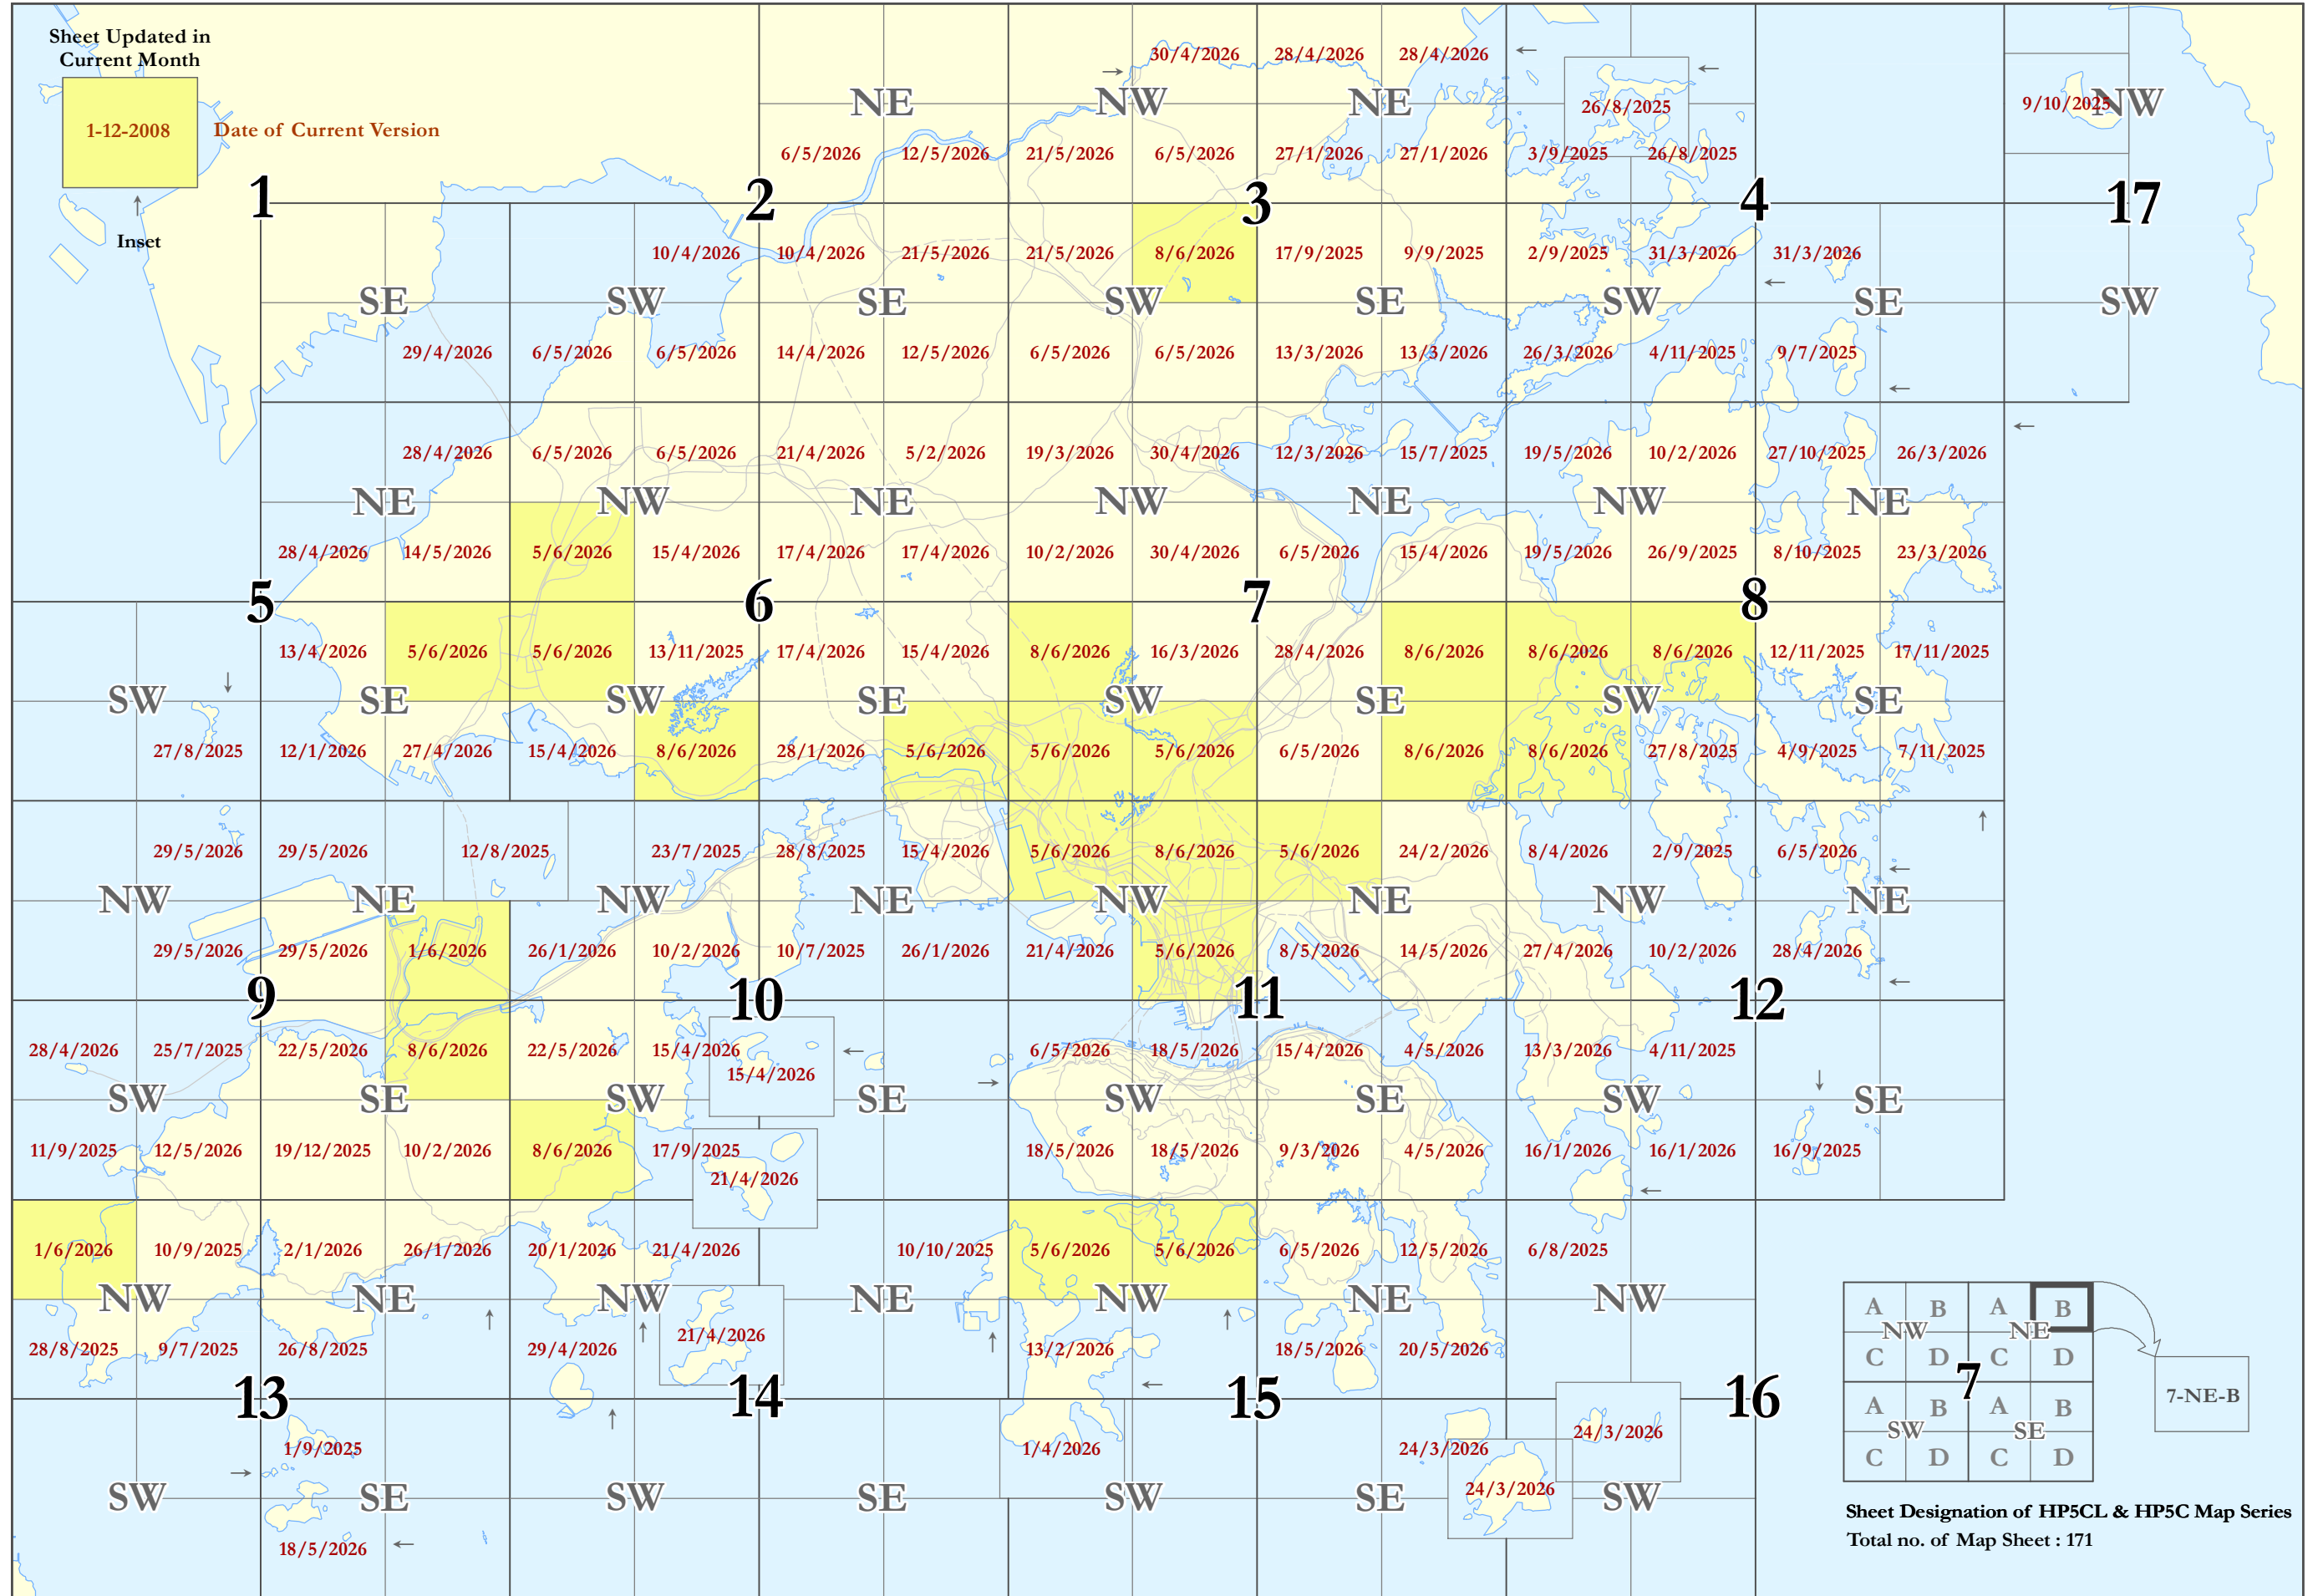 Sheet Updated in
Current Month
1-12-2008
Date of Current Version
Inset
30/4/2026 28/4/2026 28/4/2026
26/8/2025
9/10/2025
NE NW NE NW
6/5/2026 12/5/2026 21/5/2026 6/5/2026 27/1/2026 27/1/2026 3/9/2025 26/8/2025
1 2 3 4 17
10/4/2026 10/4/2026 21/5/2026 21/5/2026 8/6/2026 17/9/2025 9/9/2025 2/9/2025 31/3/2026 31/3/2026
SE SW SE SW SE SW SE SW
29/4/2026 6/5/2026 6/5/2026 14/4/2026 12/5/2026 6/5/2026 6/5/2026 13/3/2026 13/3/2026 26/3/2026 4/11/2025 9/7/2025
28/4/2026 6/5/2026 6/5/2026 21/4/2026 5/2/2026 19/3/2026 30/4/2026 12/3/2026 15/7/2025 19/5/2026 10/2/2026 27/10/2025 26/3/2026
NE NW NE NW NE NW NE
28/4/2026 14/5/2026 5/6/2026 15/4/2026 17/4/2026 17/4/2026 10/2/2026 30/4/2026 6/5/2026 15/4/2026 19/5/2026 26/9/2025 8/10/2025 23/3/2026
5 6 7 8
13/4/2026 5/6/2026 5/6/2026 13/11/2025 17/4/2026 15/4/2026 8/6/2026 16/3/2026 28/4/2026 8/6/2026 8/6/2026 8/6/2026 12/11/2025 17/11/2025
SW SE SW SE SW SE SW SE
27/8/2025 12/1/2026 27/4/2026 15/4/2026 8/6/2026 28/1/2026 5/6/2026 5/6/2026 5/6/2026 6/5/2026 8/6/2026 8/6/2026 27/8/2025 4/9/2025 7/11/2025
29/5/2026 29/5/2026 12/8/2025 23/7/2025 28/8/2025 15/4/2026 5/6/2026 8/6/2026 5/6/2026 24/2/2026 8/4/2026 2/9/2025 6/5/2026
NW NE NW NE NW NE NW NE
29/5/2026 29/5/2026 1/6/2026 26/1/2026 10/2/2026 10/7/2025 26/1/2026 21/4/2026 5/6/2026 8/5/2026 14/5/2026 27/4/2026 10/2/2026 28/4/2026
9 10 11 12
28/4/2026 25/7/2025 22/5/2026 8/6/2026 22/5/2026 15/4/2026 6/5/2026 18/5/2026 15/4/2026 4/5/2026 13/3/2026 4/11/2025
15/4/2026
SW SE SW SE SW SE SW SE
11/9/2025 12/5/2026 19/12/2025 10/2/2026 8/6/2026 17/9/2025 18/5/2026 18/5/2026 9/3/2026 4/5/2026 16/1/2026 16/1/2026 16/9/2025
21/4/2026
1/6/2026 10/9/2025 2/1/2026 26/1/2026 20/1/2026 21/4/2026 10/10/2025 5/6/2026 5/6/2026 6/5/2026 12/5/2026 6/8/2025
NW NE NW NE NW NE NW
21/4/2026
28/8/2025 9/7/2025 26/8/2025 29/4/2026 13/2/2026 18/5/2026 20/5/2026
13 14 15 16
24/3/2026
1/9/2025 1/4/2026 24/3/2026
24/3/2026
SW SE SW SE SW SE SW
18/5/2026
A B A B
NW NE
C D C D
7
A B A B
SW SE
C D C D
7-NE-B
Sheet Designation of HP5CL & HP5C Map Series
Total no. of Map Sheet : 171